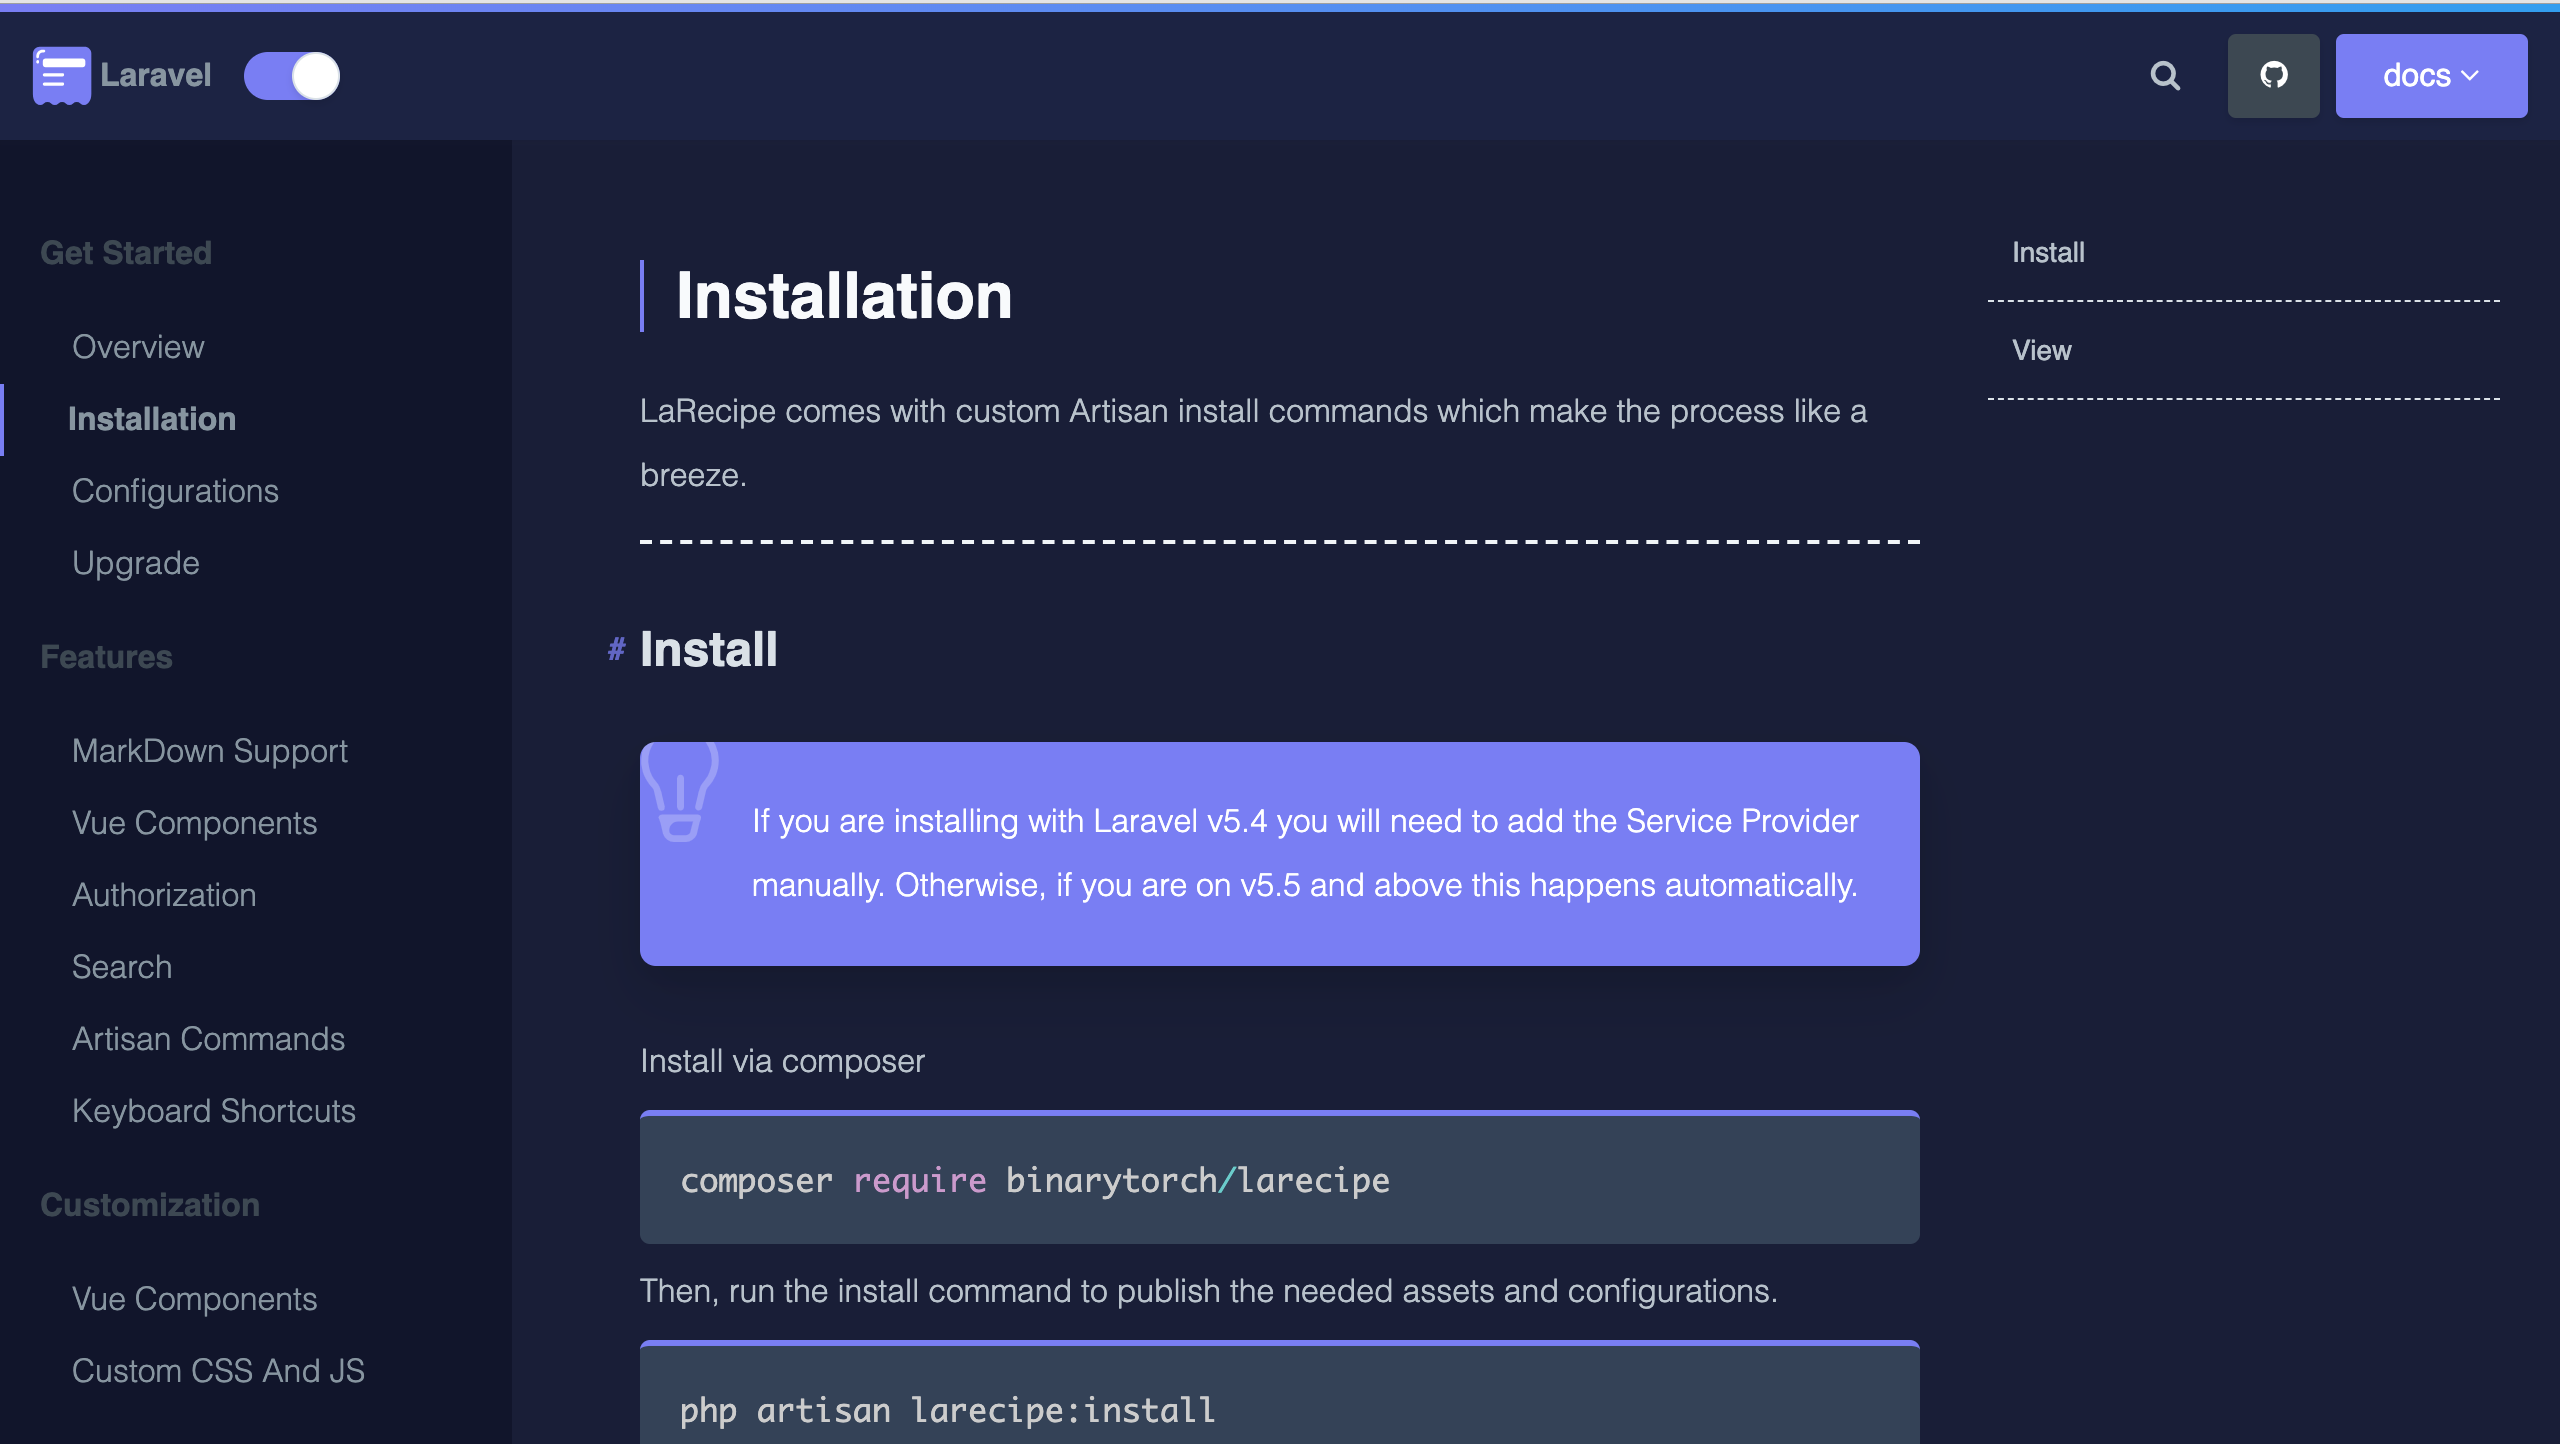 Laravel
docs
Get Started
Overview
Installation
Configurations
Upgrade
Features
MarkDown Support
Vue Components
Authorization
Search
Artisan Commands
Keyboard Shortcuts
Customization
Vue Components
Custom CSS And JS
Installation
LaRecipe comes with custom Artisan install commands which make the process like a
breeze.
# Install
If you are installing with Laravel v5.4 you will need to add the Service Provider
manually. Otherwise, if you are on v5.5 and above this happens automatically.
Install via composer
composer require binarytorch/larecipe
Then, run the install command to publish the needed assets and configurations.
php artisan larecipe:install
Install
View